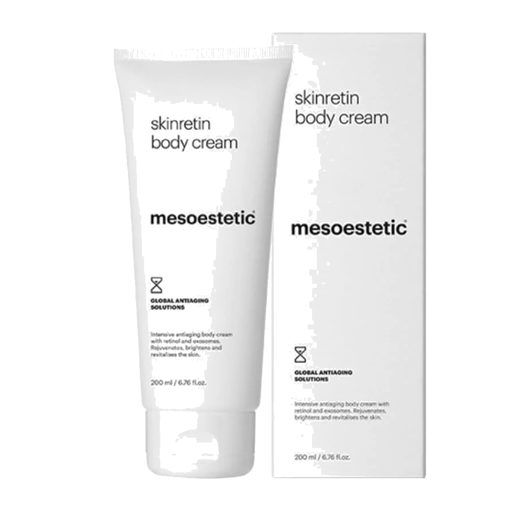 skinretin
body cream
mesoestetic®
GLOBAL ANTIAGING
SOLUTIONS
Intensive antiaging body cream
with retinol and exosomes.
Rejuvenates, brightens and
revitalises the skin.
200 ml / 6.76 fl.oz.
skinretin
body cream
mesoestetic®
GLOBAL ANTIAGING
SOLUTIONS
Intensive antiaging body cream with
retinol and exosomes. Rejuvenates,
brightens and revitalises the skin.
200 ml / 6.76 fl.oz.